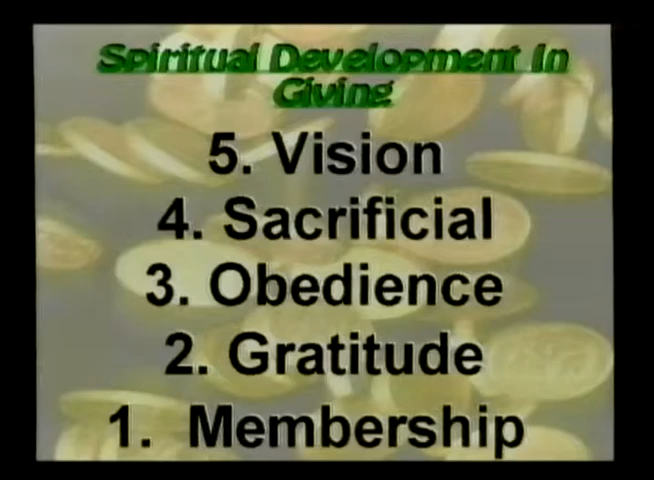 Spiritual Development In
Giving
5. Vision
4. Sacrificial
3. Obedience
2. Gratitude
1. Membership